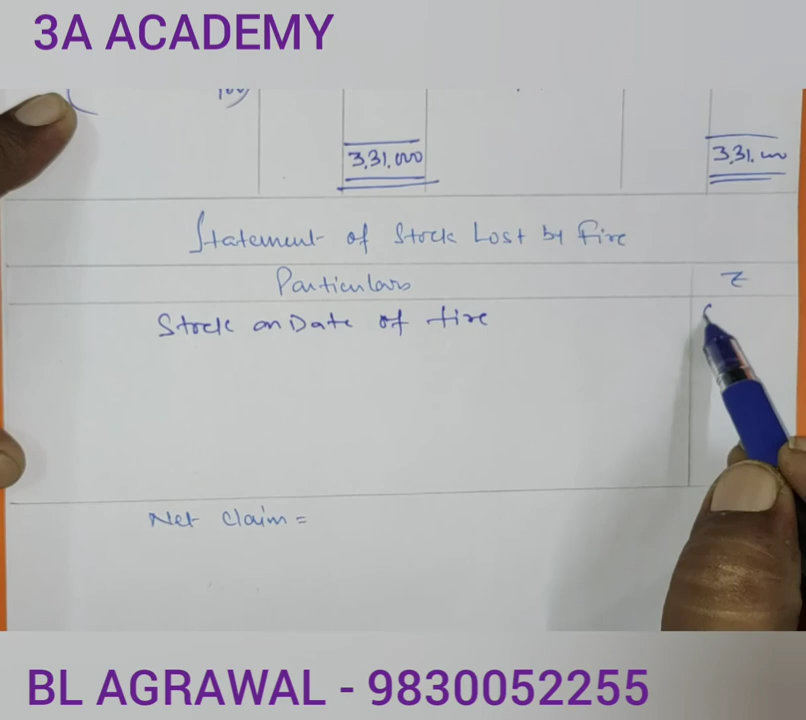 3A ACADEMY
100)
3,31,000 3,31,000
Statement of Stock Lost by Fire
Particulars ₹
Stock on Date of fire
Net Claim =
BL AGRAWAL - 9830052255